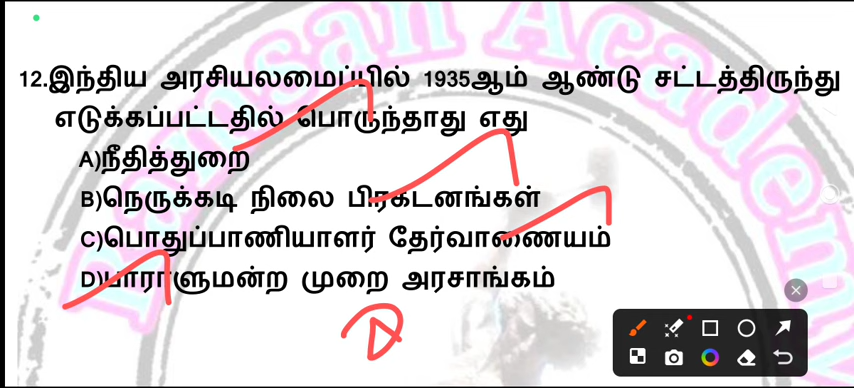 12.இந்திய அரசியலமைப்பில் 1935ஆம் ஆண்டு சட்டத்திருந்து
எடுக்கப்பட்டதில் பொருந்தாது எது
A)நீதித்துறை
B)நெருக்கடி நிலை பிரகடனங்கள்
C)பொதுப்பாணியாளர் தேர்வாணையம்
D)பாராளுமன்ற முறை அரசாங்கம்
D